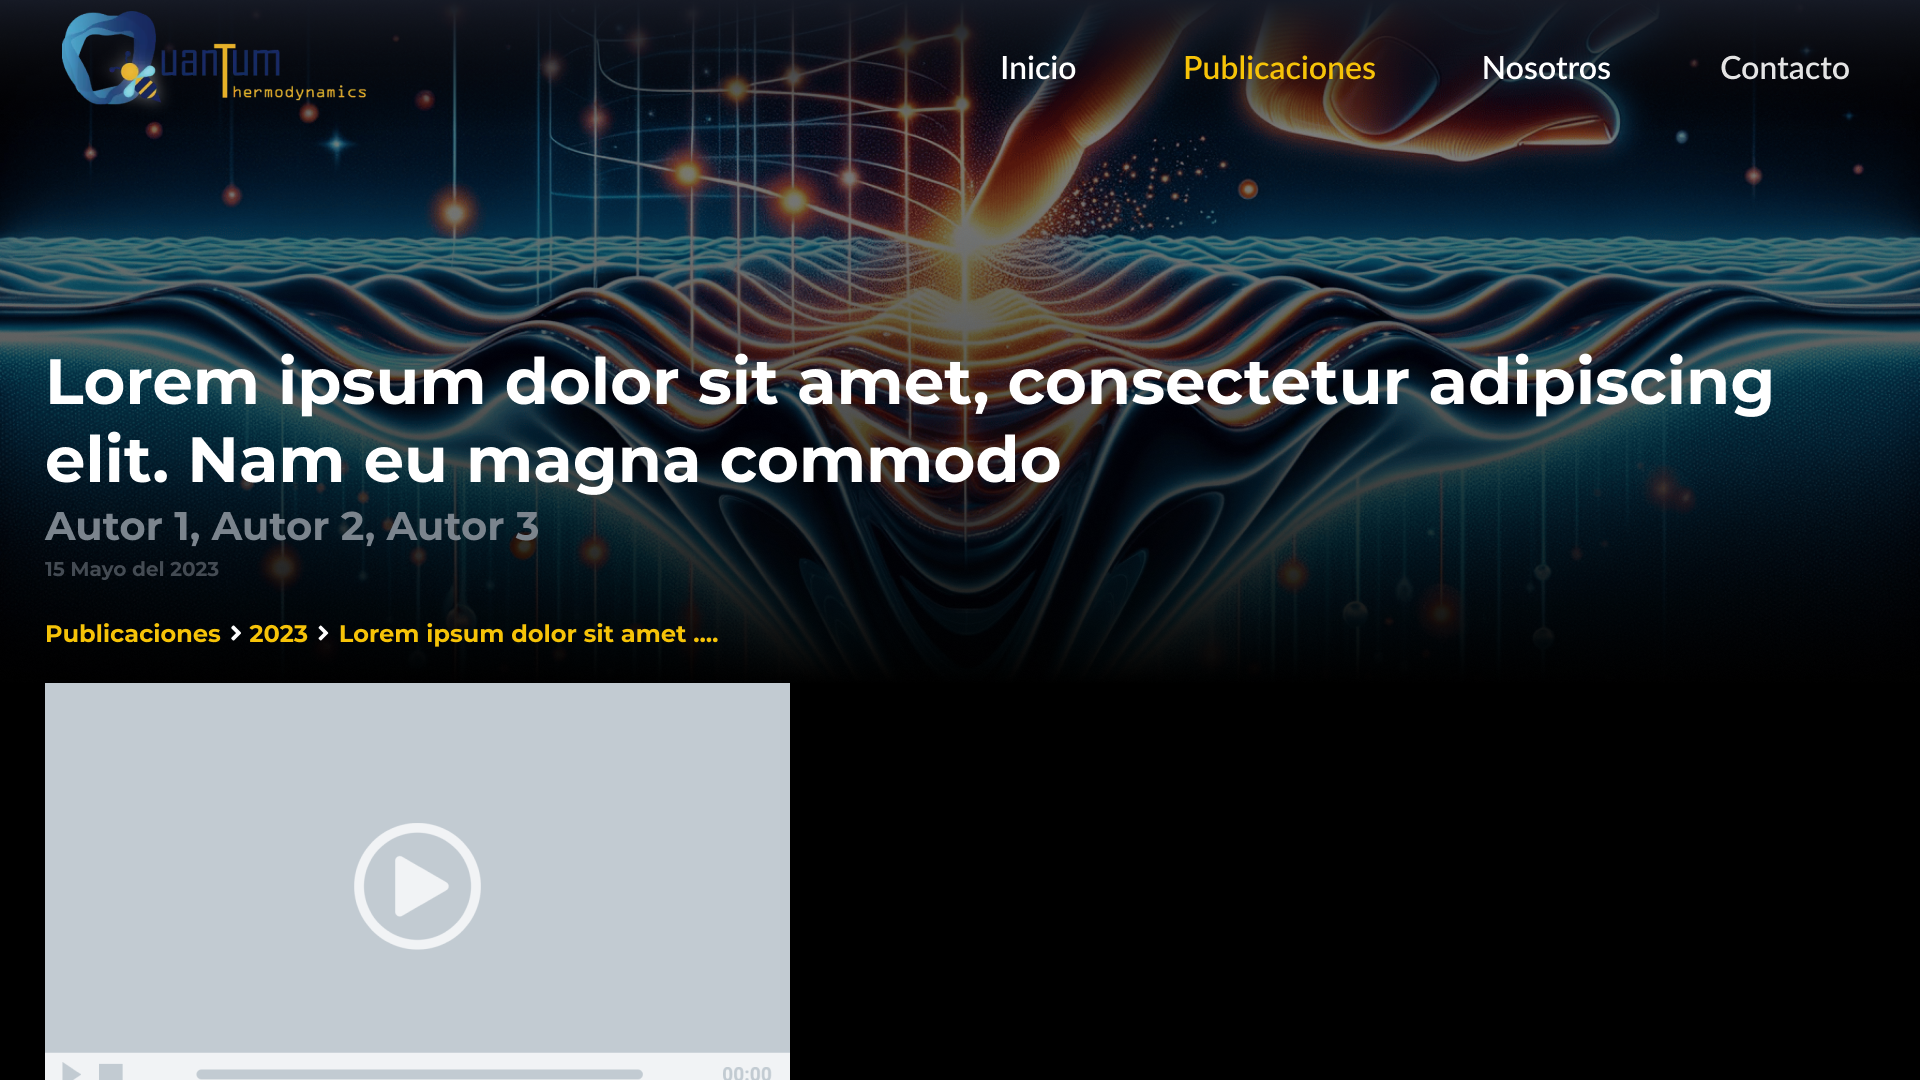 uanTum
Thermodynamics
Inicio
Publicaciones
Nosotros
Contacto
Lorem ipsum dolor sit amet, consectetur adipiscing
elit. Nam eu magna commodo
Autor 1, Autor 2, Autor 3
15 Mayo del 2023
Publicaciones > 2023 > Lorem ipsum dolor sit amet ....
00:00